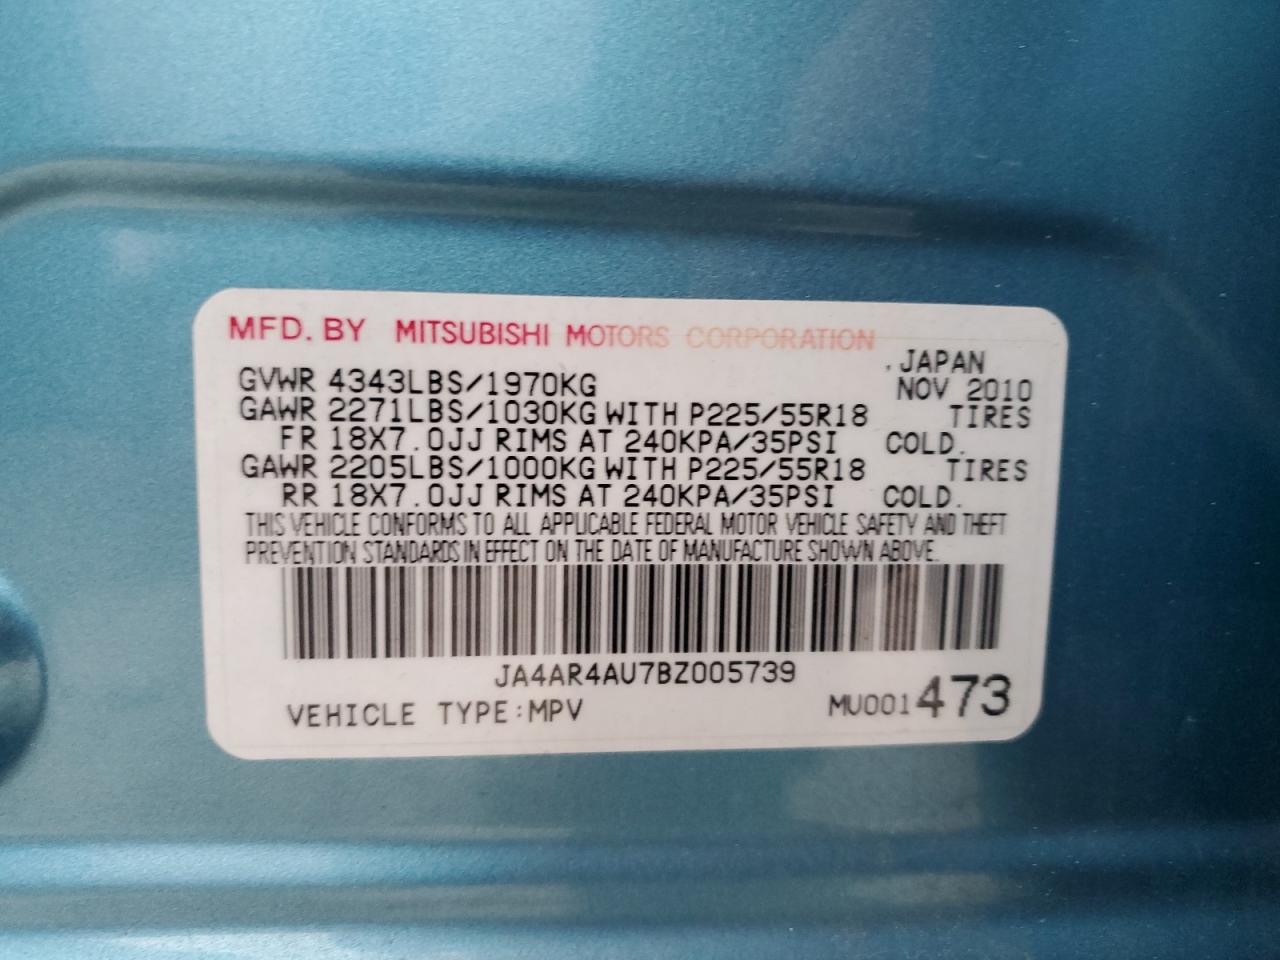 MFD. BY MITSUBISHI MOTORS CORPORATION
, JAPAN
GVWR 4343LBS/1970KG NOV 2010
GAWR 2271LBS/1030KG WITH P225/55R18 TIRES
FR 18X7.0JJ RIMS AT 240KPA/35PSI COLD.
GAWR 2205LBS/1000KG WITH P225/55R18 TIRES
RR 18X7.0JJ RIMS AT 240KPA/35PSI COLD.
THIS VEHICLE CONFORMS TO ALL APPLICABLE FEDERAL MOTOR VEHICLE SAFETY AND THEFT
PREVENTION STANDARDS IN EFFECT ON THE DATE OF MANUFACTURE SHOWN ABOVE.
JA4AR4AU7BZ005739
VEHICLE TYPE:MPV MU001473